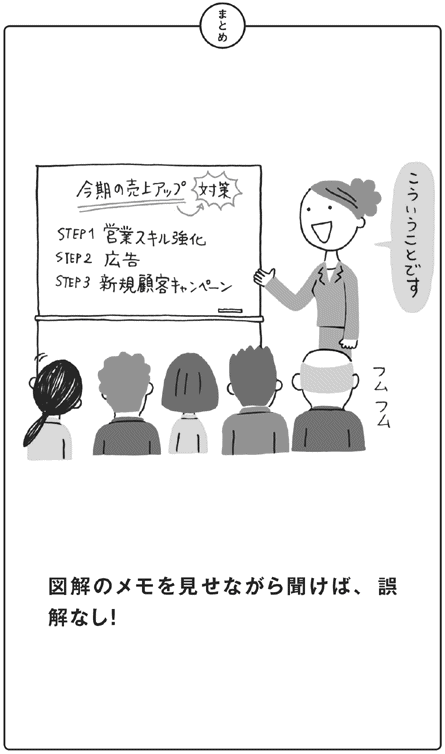 まとめ
今期の売上アップ 対策
STEP1 営業スキル強化
STEP2 広告
STEP3 新規顧客キャンペーン
こういうことです
フムフム
図解のメモを見せながら聞けば、誤
解なし!